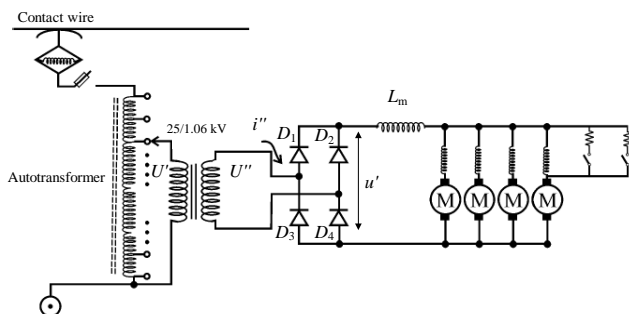 Contact wire
25/1.06 kV
Autotransformer
U'
U"
i"
D1
D2
D3
D4
u'
Lm
M M M M